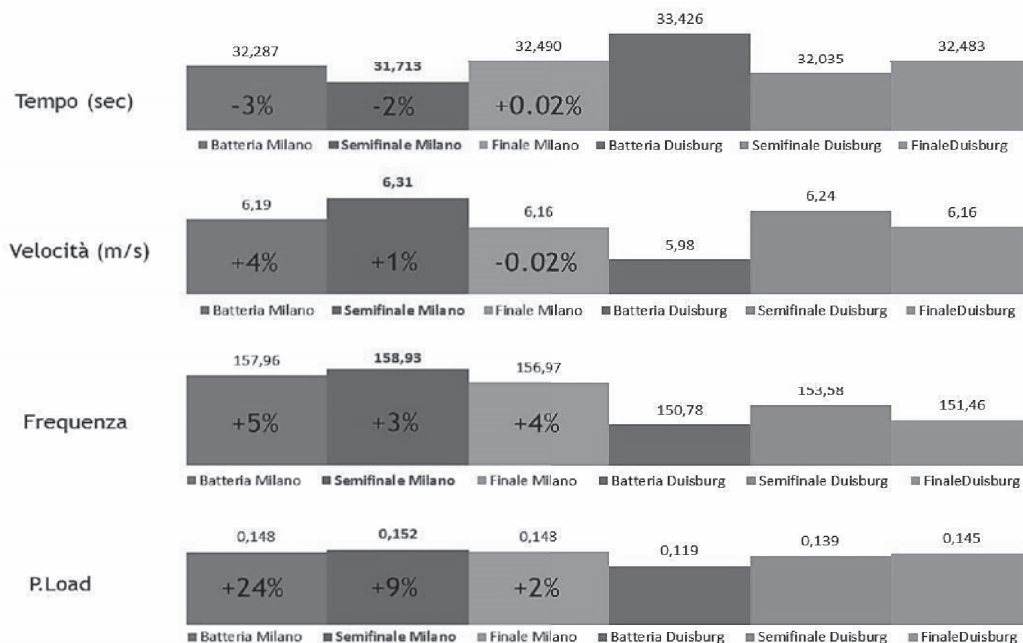 32,287 31,713 32,490 33,426 32,035 32,483
Tempo (sec) -3% -2% +0.02%
Batteria Milano Semifinale Milano Finale Milano Batteria Duisburg Semifinale Duisburg FinaleDuisburg
6,19 6,31 6,16 5,98 6,24 6,16
Velocità (m/s) +4% +1% -0.02%
Batteria Milano Semifinale Milano Finale Milano Batteria Duisburg Semifinale Duisburg FinaleDuisburg
157,96 158,93 156,97 150,78 153,58 151,46
Frequenza +5% +3% +4%
Batteria Milano Semifinale Milano Finale Milano Batteria Duisburg Semifinale Duisburg FinaleDuisburg
0,148 0,152 0,148 0,119 0,139 0,145
P.Load +24% +9% +2%
Batteria Milano Semifinale Milano Finale Milano Batteria Duisburg Semifinale Duisburg FinaleDuisburg